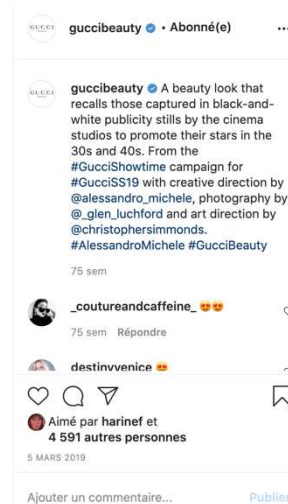 GUCCI
guccibeauty • Abonné(e) ...
GUCCI
guccibeauty A beauty look that
recalls those captured in black-and-
white publicity stills by the cinema
studios to promote their stars in the
30s and 40s. From the
#GucciShowtime campaign for
#GucciSS19 with creative direction by
@alessandro_michele, photography by
@_glen_luchford and art direction by
@christophersimmonds.
#AlessandroMichele #GucciBeauty
75 sem
_coutureandcaffeine_ 😍😍
75 sem Répondre
destinyvenice 😍
Aimé par harinef et
4 591 autres personnes
5 MARS 2019
Ajouter un commentaire... Publier